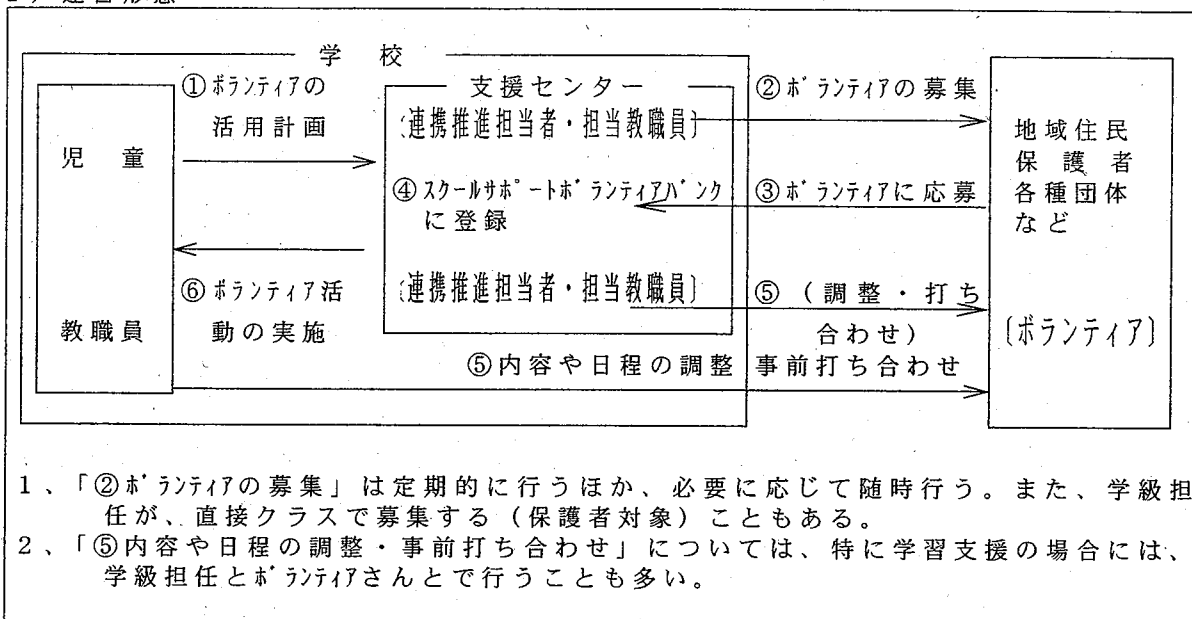 学　校
①ボランティアの
活用計画
支援センター
〔連携推進担当者・担当教職員〕
②ボランティアの募集
児　童
地域住民
保　護　者
各種団体
など
④スクールサポートボランティアバンク
に登録
③ボランティアに応募
⑥ボランティア活
動の実施
〔連携推進担当者・担当教職員〕
⑤（調整・打ち
合わせ）
教職員
〔ボランティア〕
⑤内容や日程の調整　事前打ち合わせ
1、「②ボランティアの募集」は定期的に行うほか、必要に応じて随時行う。また、学級担
任が、直接クラスで募集する（保護者対象）こともある。
2、「⑤内容や日程の調整・事前打ち合わせ」については、特に学習支援の場合には、
学級担任とボランティアさんとで行うことも多い。